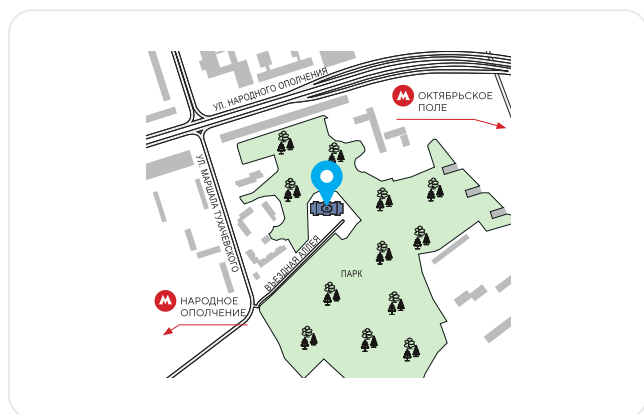 УЛ. НАРОДНОГО ОПОЛЧЕНИЯ
М ОКТЯБРЬСКОЕ
ПОЛЕ
УЛ. МАРШАЛА ТУХАЧЕВСКОГО
ВЪЕЗДНАЯ АЛЛЕЯ
ПАРК
М НАРОДНОЕ
ОПОЛЧЕНИЕ